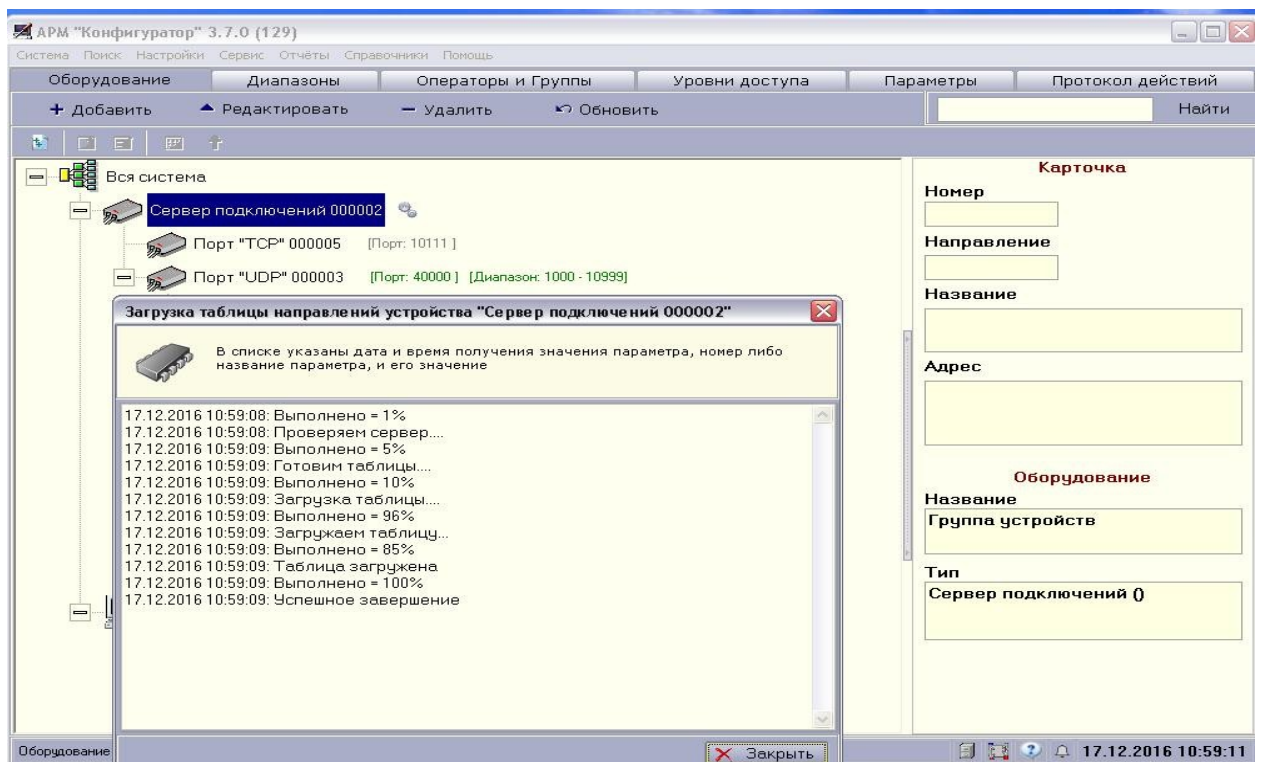 АРМ "Конфигуратор" 3.7.0 (129)
Система Поиск Настройки Сервис Отчёты Справочники Помощь
Оборудование Диапазоны Операторы и Группы Уровни доступа Параметры Протокол действий
+ Добавить Редактировать Удалить Обновить Найти
Вся система
Сервер подключений 000002
Порт "TCP" 000005 [Порт: 10111 ]
Порт "UDP" 000003 [Порт: 40000 ] [Диапазон: 1000 - 10999]
Загрузка таблицы направлений устройства "Сервер подключений 000002"
В списке указаны дата и время получения значения параметра, номер либо
название параметра, и его значение
17.12.2016 10:59:08: Выполнено = 1%
17.12.2016 10:59:08: Проверяем сервер....
17.12.2016 10:59:09: Выполнено = 5%
17.12.2016 10:59:09: Готовим таблицы....
17.12.2016 10:59:09: Выполнено = 10%
17.12.2016 10:59:09: Загрузка таблицы....
17.12.2016 10:59:09: Выполнено = 96%
17.12.2016 10:59:09: Загружаем таблицу...
17.12.2016 10:59:09: Выполнено = 85%
17.12.2016 10:59:09: Таблица загружена
17.12.2016 10:59:09: Выполнено = 100%
17.12.2016 10:59:09: Успешное завершение
Закрыть
Карточка
Номер
Направление
Название
Адрес
Оборудование
Название
Группа устройств
Тип
Сервер подключений ()
Оборудование
17.12.2016 10:59:11